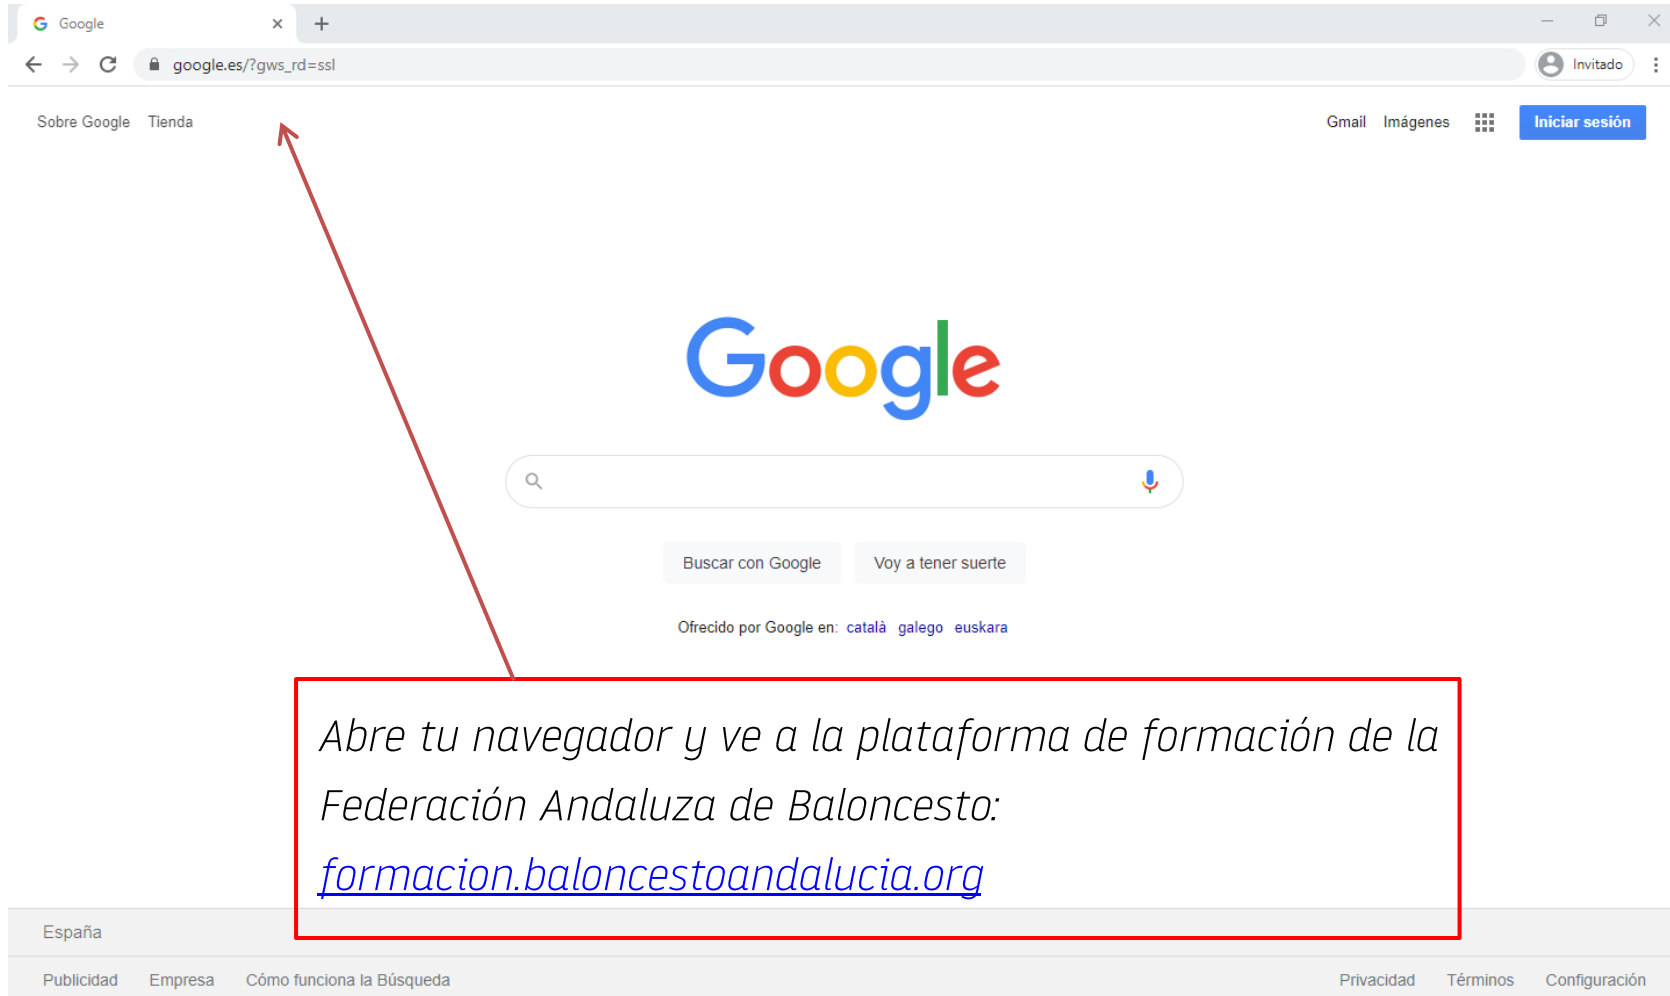 Google
google.es/?gws_rd=ssl
Invitado
Sobre Google Tienda
Gmail Imágenes
Iniciar sesión
Google
Buscar con Google
Voy a tener suerte
Ofrecido por Google en: català galego euskara
Abre tu navegador y ve a la plataforma de formación de la
Federación Andaluza de Baloncesto:
formacion.baloncestoandalucia.org
España
Publicidad Empresa Cómo funciona la Búsqueda
Privacidad Términos Configuración